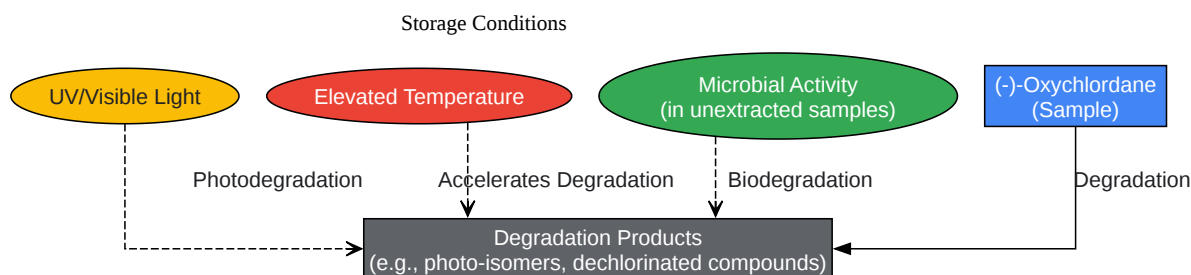 Storage Conditions
UV/Visible Light
Elevated Temperature
Microbial Activity
(in unextracted samples)
(-)-Oxychlordane
(Sample)
Photodegradation
Accelerates Degradation
Biodegradation
Degradation
Degradation Products
(e.g., photo-isomers, dechlorinated compounds)